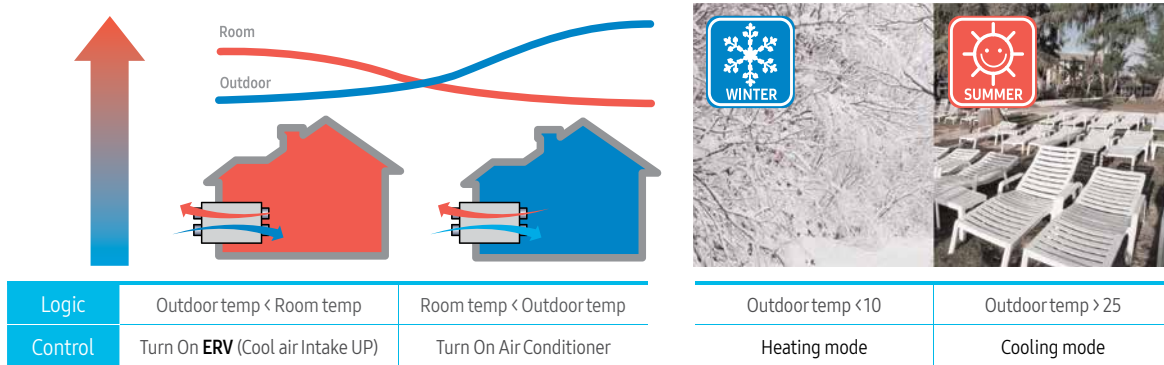 Room
Outdoor
WINTER
SUMMER
Logic
Outdoor temp < Room temp
Room temp < Outdoor temp
Outdoor temp <10
Outdoor temp > 25
Control
Turn On ERV (Cool air Intake UP)
Turn On Air Conditioner
Heating mode
Cooling mode